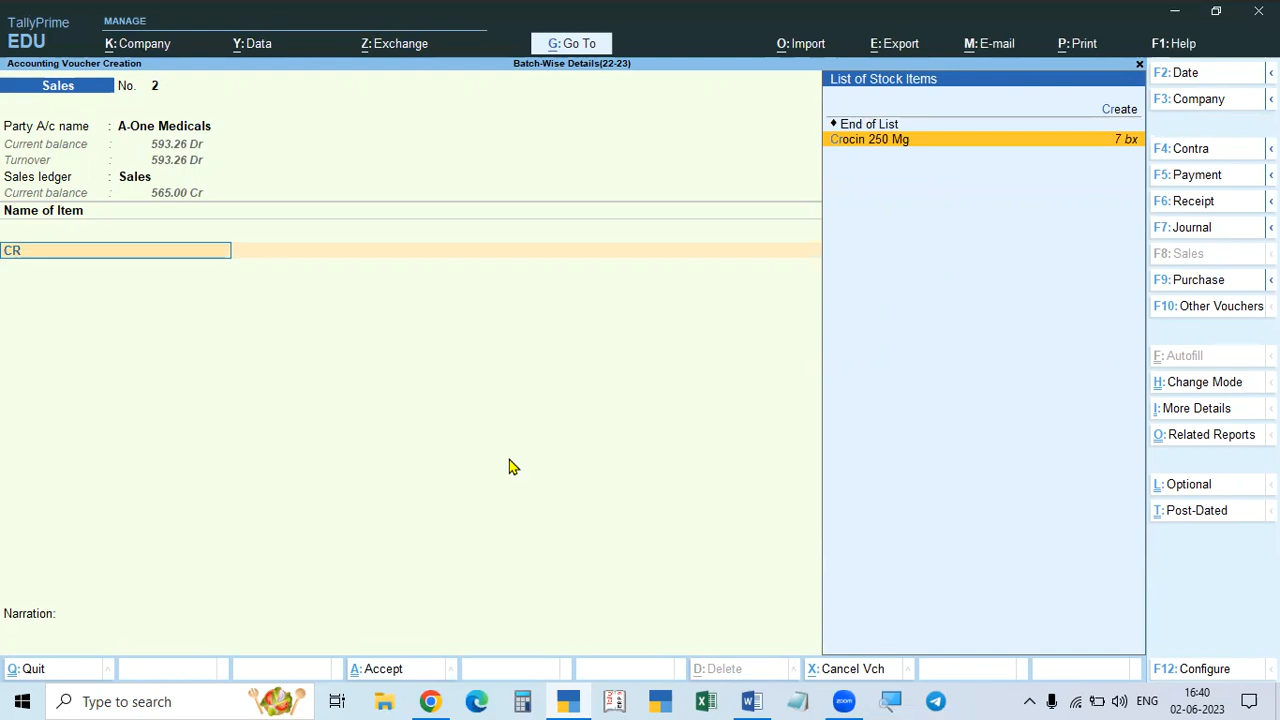 TallyPrime
EDU
MANAGE
K: Company
Y: Data
Z: Exchange
G: Go To
O: Import
E: Export
M: E-mail
P: Print
F1: Help
Accounting Voucher Creation
Batch-Wise Details(22-23)
Sales No. 2
Party A/c name : A-One Medicals
Current balance : 593.26 Dr
Turnover : 593.26 Dr
Sales ledger : Sales
Current balance : 565.00 Cr
Name of Item
CR
Narration:
List of Stock Items
Create
♦ End of List
Crocin 250 Mg 7 bx
F2: Date
F3: Company
F4: Contra
F5: Payment
F6: Receipt
F7: Journal
F8: Sales
F9: Purchase
F10: Other Vouchers
F: Autofill
H: Change Mode
I: More Details
O: Related Reports
L: Optional
T: Post-Dated
F12: Configure
Q: Quit
A: Accept
D: Delete
X: Cancel Vch
Type here to search
zoom
ENG
16:40
02-06-2023